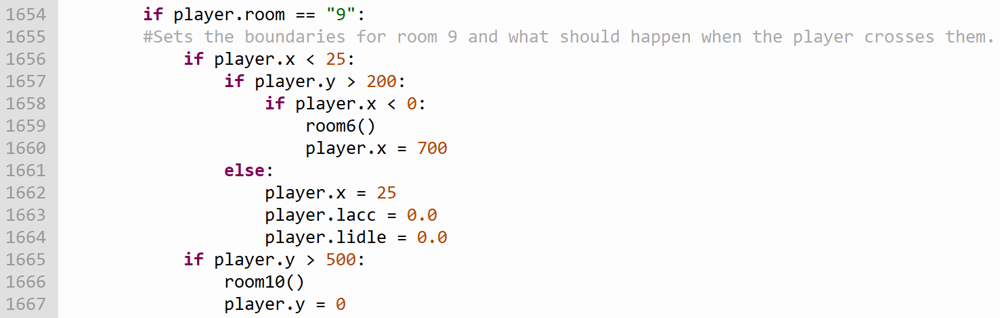 1654 if player.room == "9":
1655 #Sets the boundaries for room 9 and what should happen when the player crosses them.
1656 if player.x < 25:
1657 if player.y > 200:
1658 if player.x < 0:
1659 room6()
1660 player.x = 700
1661 else:
1662 player.x = 25
1663 player.lacc = 0.0
1664 player.lidle = 0.0
1665 if player.y > 500:
1666 room10()
1667 player.y = 0